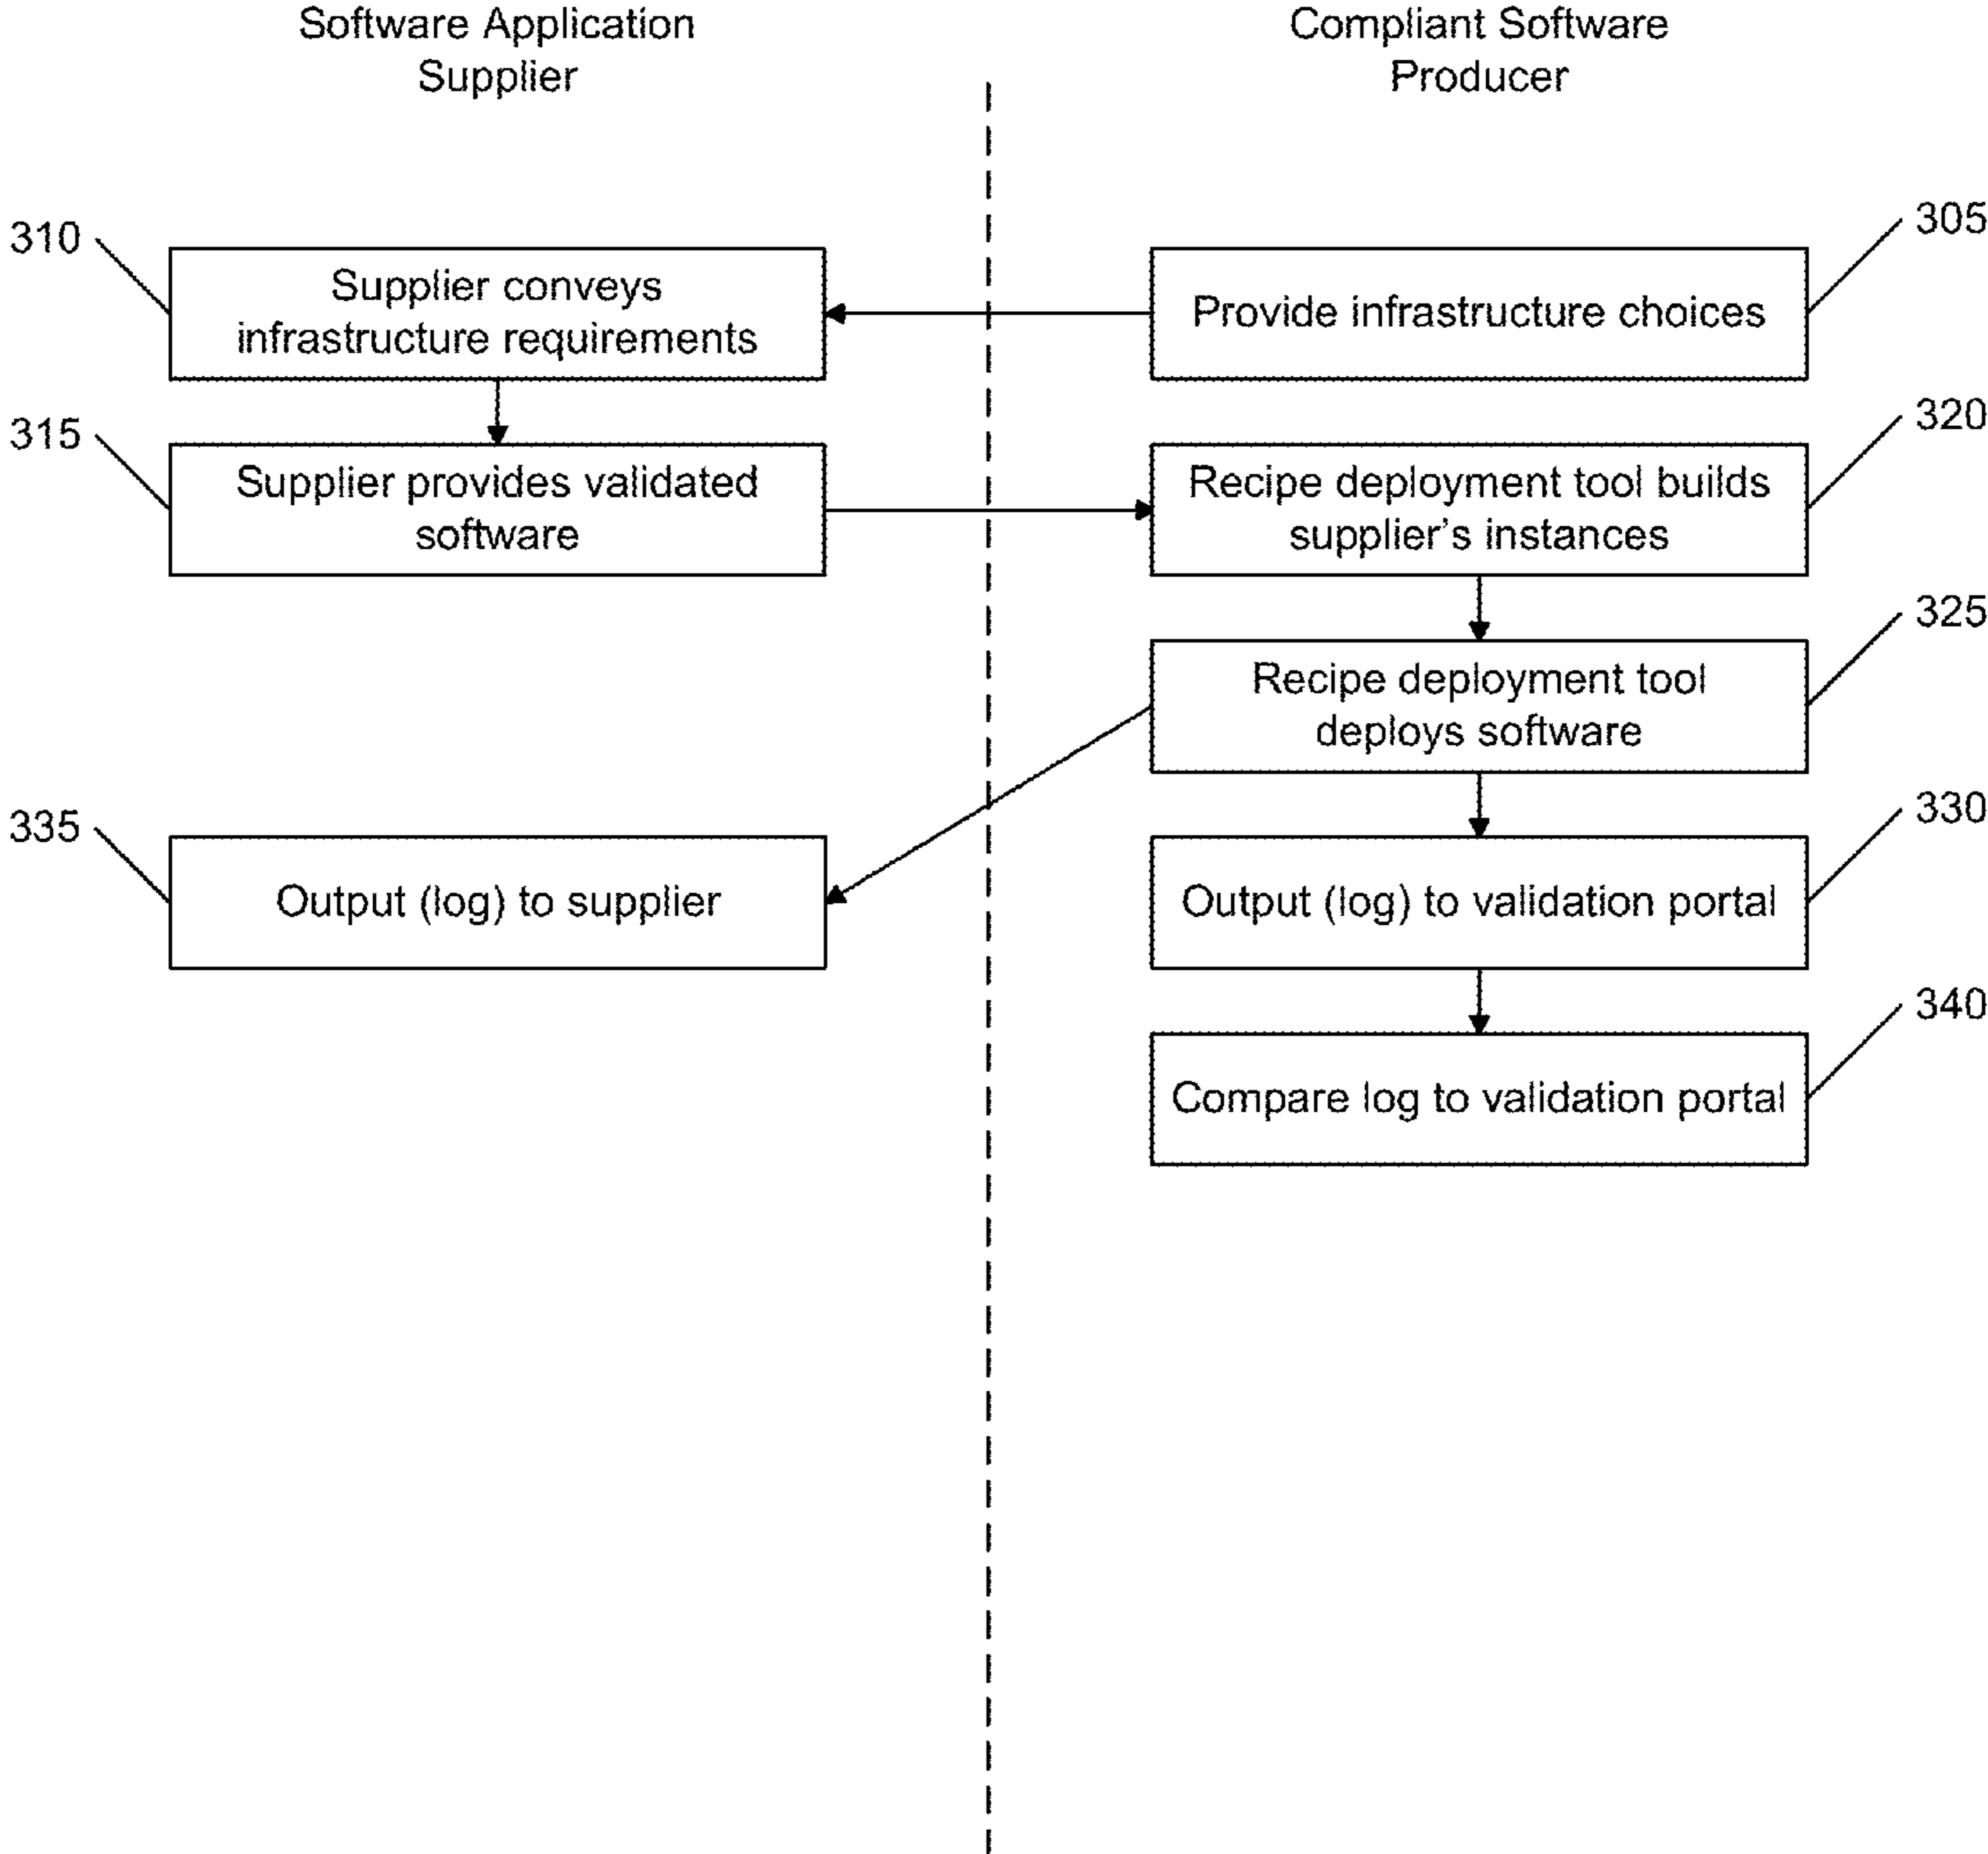 Software Application
Supplier
Compliant Software
Producer
310
Supplier conveys
infrastructure requirements
305
Provide infrastructure choices
315
Supplier provides validated
software
320
Recipe deployment tool builds
supplier's instances
325
Recipe deployment tool
deploys software
335
Output (log) to supplier
330
Output (log) to validation portal
340
Compare log to validation portal